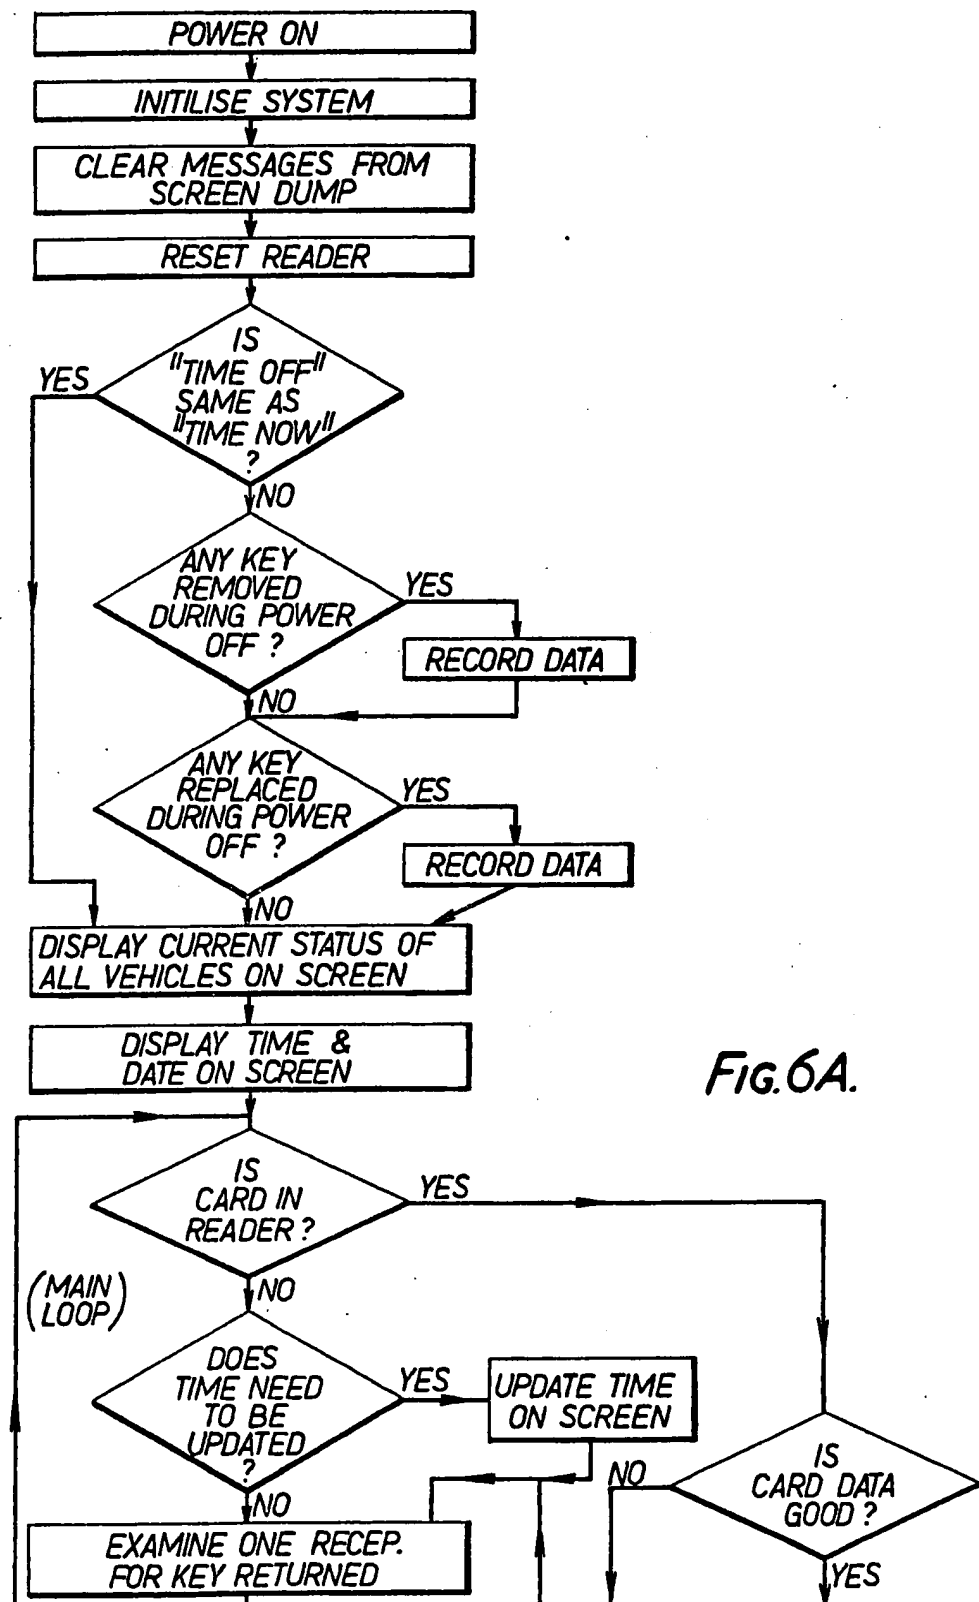 POWER ON
INITILISE SYSTEM
CLEAR MESSAGES FROM
SCREEN DUMP
RESET READER
IS
"TIME OFF"
SAME AS
"TIME NOW"
?
YES
NO
ANY KEY
REMOVED
DURING POWER
OFF ?
YES
RECORD DATA
NO
ANY KEY
REPLACED
DURING POWER
OFF ?
YES
RECORD DATA
NO
DISPLAY CURRENT STATUS OF
ALL VEHICLES ON SCREEN
DISPLAY TIME &
DATE ON SCREEN
FIG. 6A.
IS
CARD IN
READER ?
YES
NO
(MAIN
LOOP)
DOES
TIME NEED
TO BE
UPDATED
?
YES
UPDATE TIME
ON SCREEN
NO
IS
CARD DATA
GOOD ?
NO
YES
EXAMINE ONE RECEP.
FOR KEY RETURNED